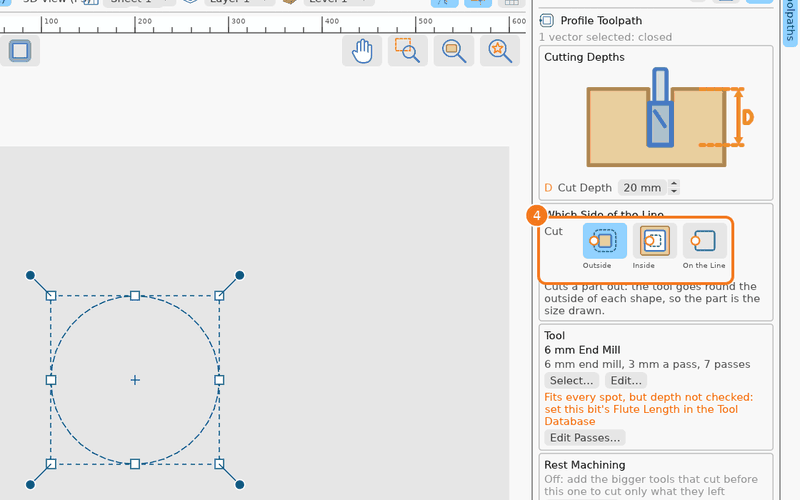 Sheet 1
Layer 1
Level 1
100
200
300
400
500
600
oolpaths
Profile Toolpath
1 vector selected: closed
Cutting Depths
D
D Cut Depth 20 mm
4
Which Side of the Line
Cut
Outside Inside On the Line
Cuts a part out: the tool goes round the
outside of each shape, so the part is the
size drawn.
Tool
6 mm End Mill
6 mm end mill, 3 mm a pass, 7 passes
Select... Edit...
Fits every spot, but depth not checked:
set this bit's Flute Length in the Tool
Database
Edit Passes...
Rest Machining
Off: add the bigger tools that cut before
this one to cut only what they left